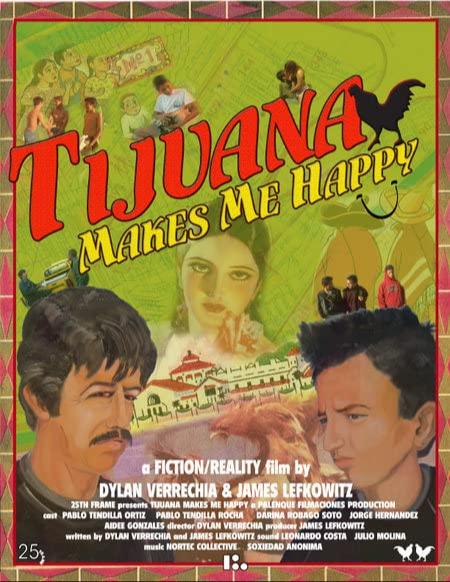 Nº 1
TIJUANA
MAKES ME HAPPY
a FICTION/REALITY film by
DYLAN VERRECHIA & JAMES LEFKOWITZ
25TH FRAME presents TIJUANA MAKES ME HAPPY a PALENQUE FILMACIONES PRODUCTION
cast PABLO TENDILLA ORTIZ PABLO TENDILLA ROCHA DARINA ROBAGO SOTO JORGE HERNANDEZ
AIDEE GONZALES director DYLAN VERRECHIA producer JAMES LEFKOWITZ
written by DYLAN VERRECHIA and JAMES LEFKOWITZ sound LEONARDO COSTA JULIO MOLINA
music NORTEC COLLECTIVE. SOXIEDAD ANONIMA
25